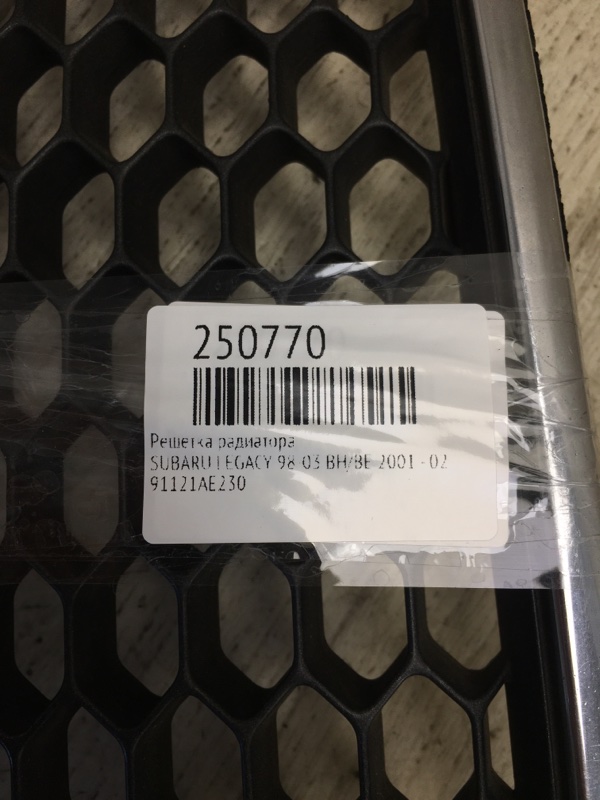 250770
Решетка радиатора
SUBARU LEGACY 98-03 BH/BE 2001 - 02
91121AE230